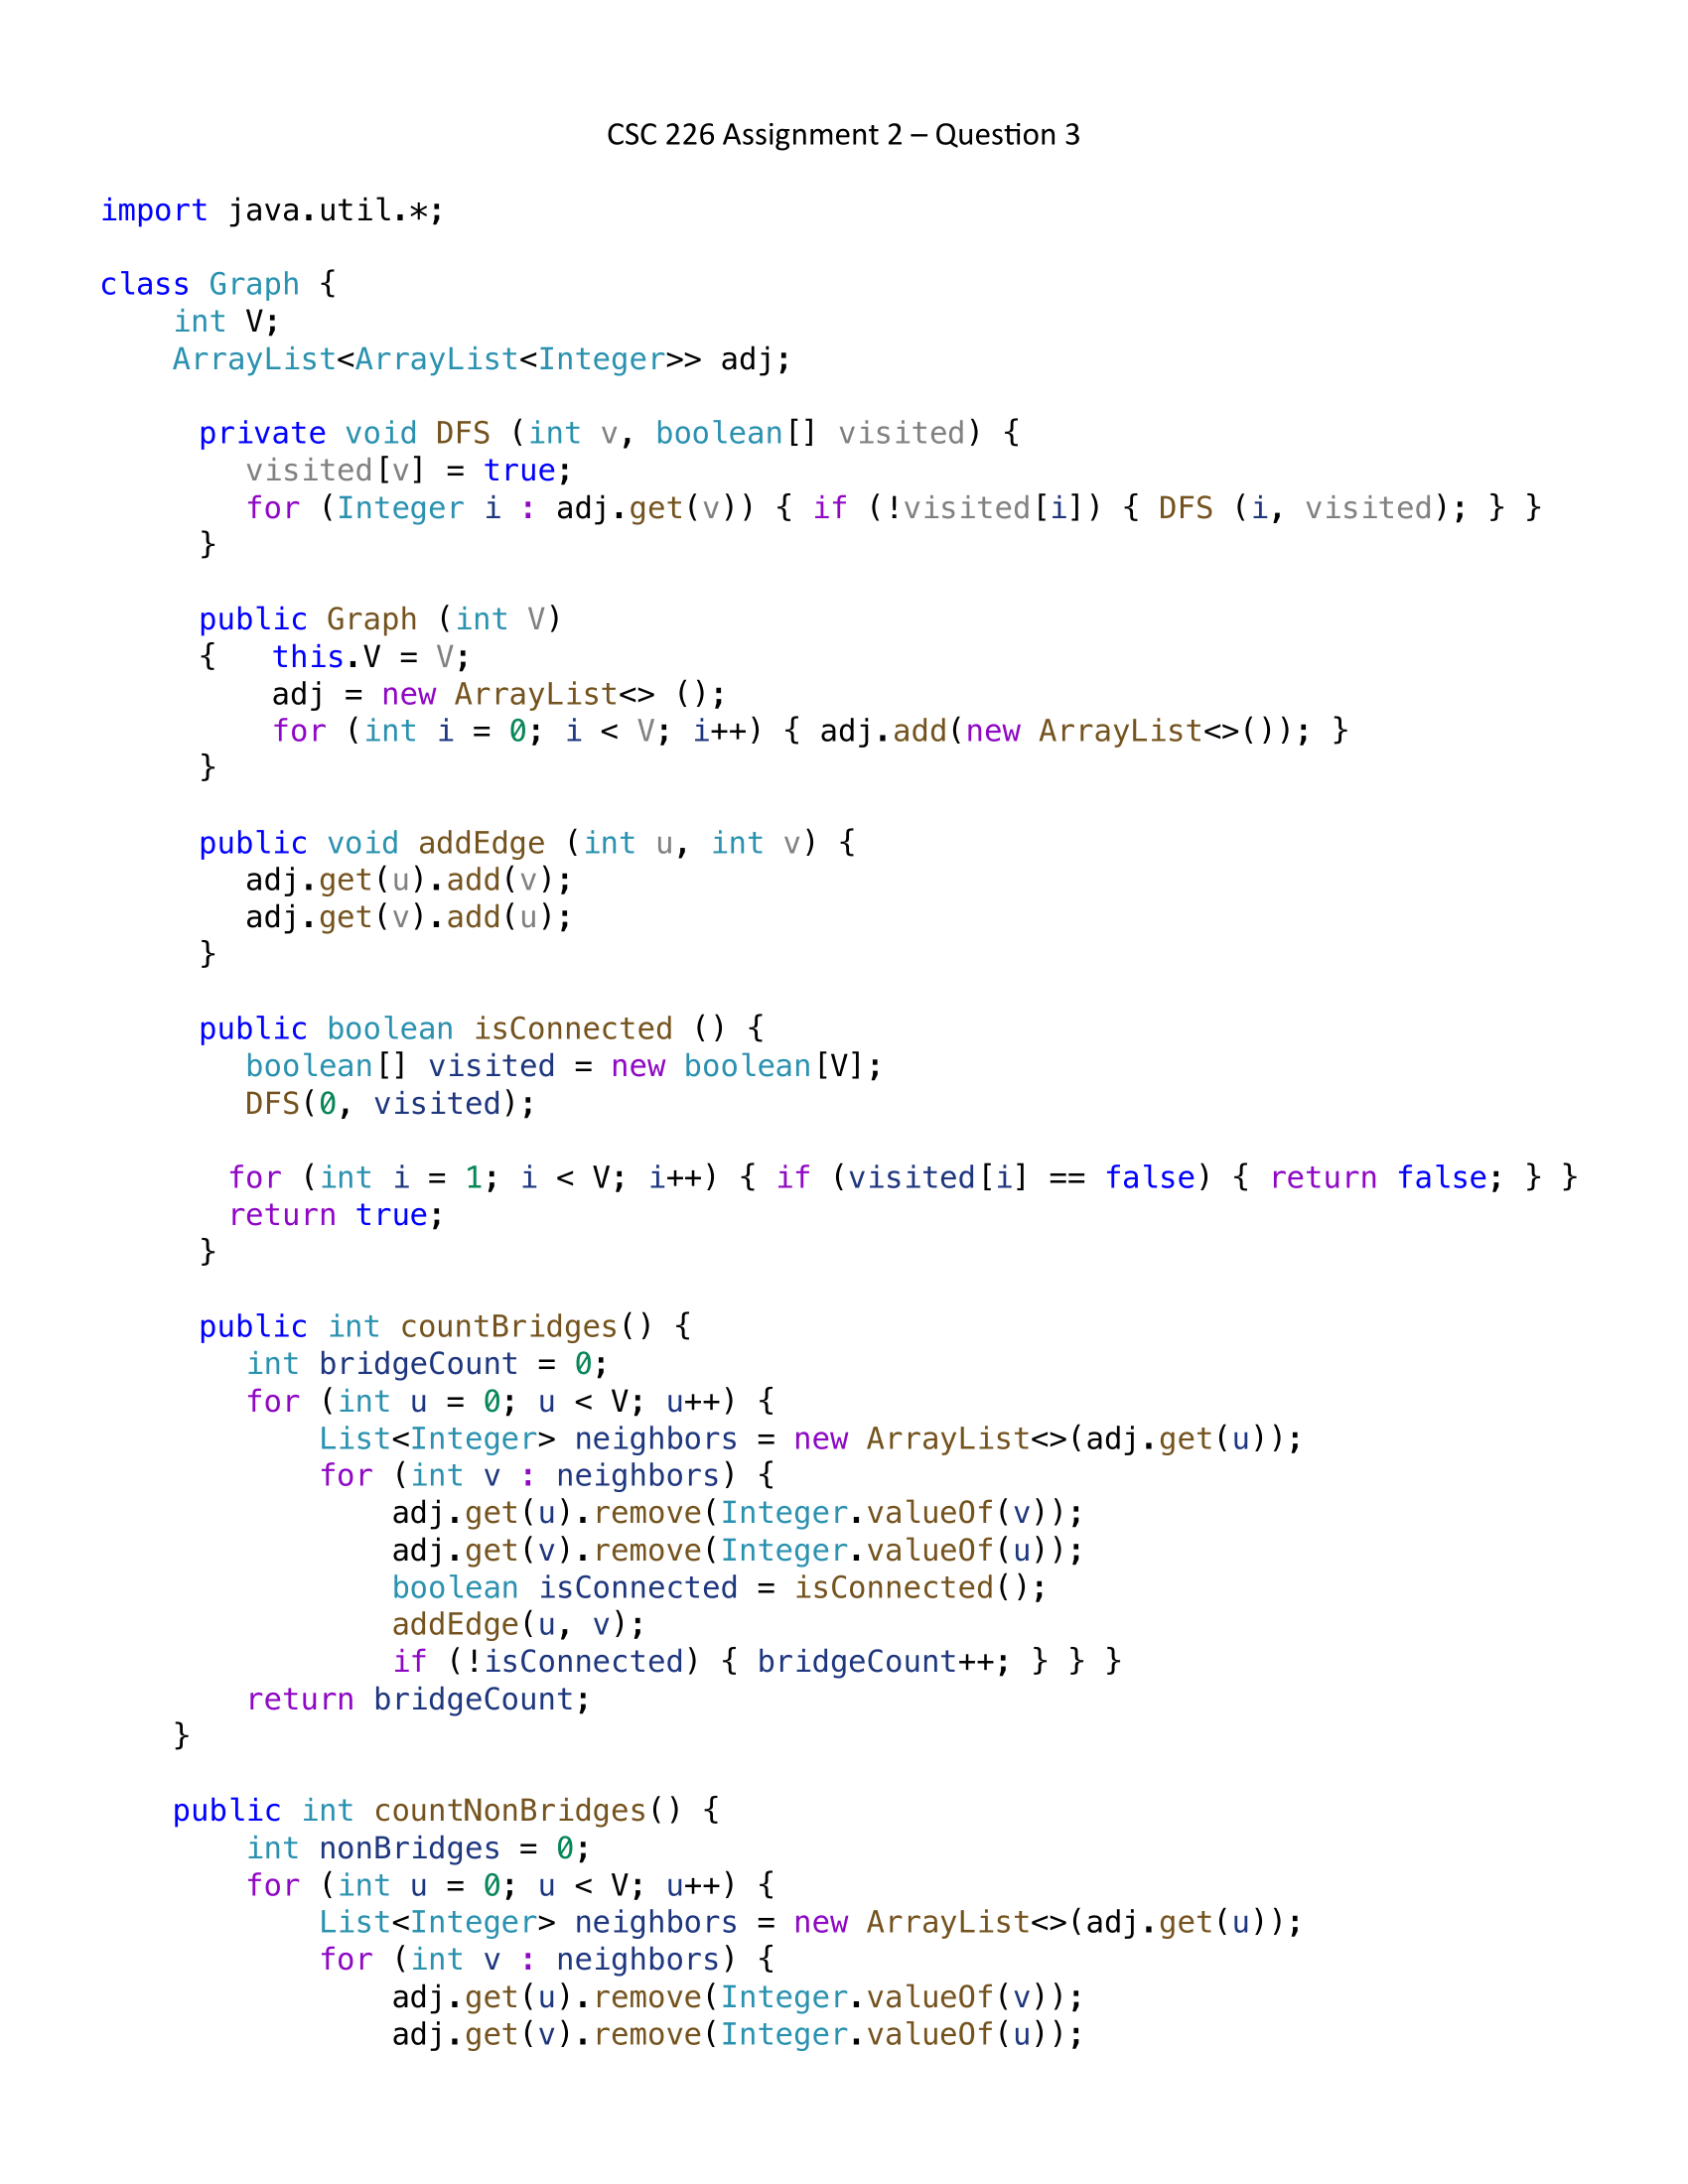 CSC 226 Assignment 2 – Question 3
import java.util.*;
class Graph {
int V;
ArrayList<ArrayList<Integer>> adj;
private void DFS (int v, boolean[] visited) {
visited[v] = true;
for (Integer i : adj.get(v)) { if (!visited[i]) { DFS (i, visited); } }
}
public Graph (int V)
{ this.V = V;
adj = new ArrayList<> ();
for (int i = 0; i < V; i++) { adj.add(new ArrayList<>()); }
}
public void addEdge (int u, int v) {
adj.get(u).add(v);
adj.get(v).add(u);
}
public boolean isConnected () {
boolean[] visited = new boolean[V];
DFS(0, visited);
for (int i = 1; i < V; i++) { if (visited[i] == false) { return false; } }
return true;
}
public int countBridges() {
int bridgeCount = 0;
for (int u = 0; u < V; u++) {
List<Integer> neighbors = new ArrayList<>(adj.get(u));
for (int v : neighbors) {
adj.get(u).remove(Integer.valueOf(v));
adj.get(v).remove(Integer.valueOf(u));
boolean isConnected = isConnected();
addEdge(u, v);
if (!isConnected) { bridgeCount++; } } }
return bridgeCount;
}
public int countNonBridges() {
int nonBridges = 0;
for (int u = 0; u < V; u++) {
List<Integer> neighbors = new ArrayList<>(adj.get(u));
for (int v : neighbors) {
adj.get(u).remove(Integer.valueOf(v));
adj.get(v).remove(Integer.valueOf(u));